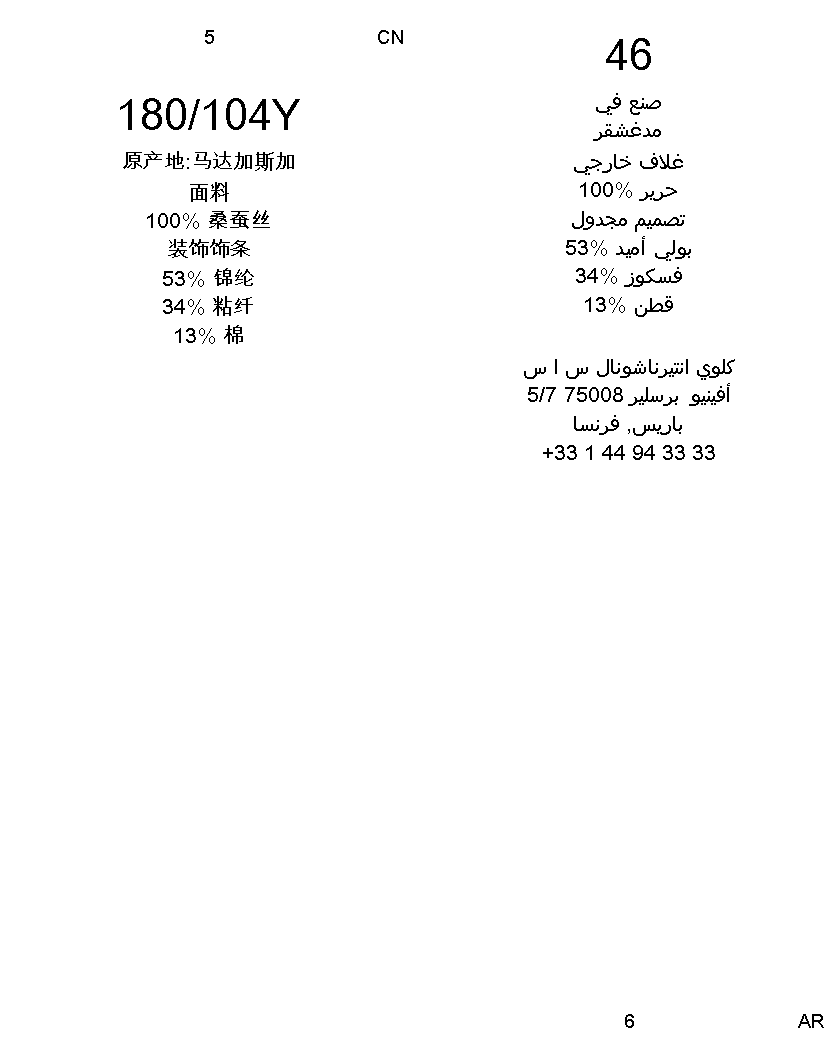 5
CN
180/104Y
原产地:马达加斯加
面料
100% 桑蚕丝
装饰饰条
53% 锦纶
34% 粘纤
13% 棉
46
صنع في
مدغشقر
غلاف خارجي
100% حرير
تصميم مجدول
53% بولي أميد
34% فسكوز
13% قطن
كلوي انتيرناشونال س ا س
5/7 أفينيو برسلير 75008
باريس, فرنسا
+33 1 44 94 33 33
6
AR